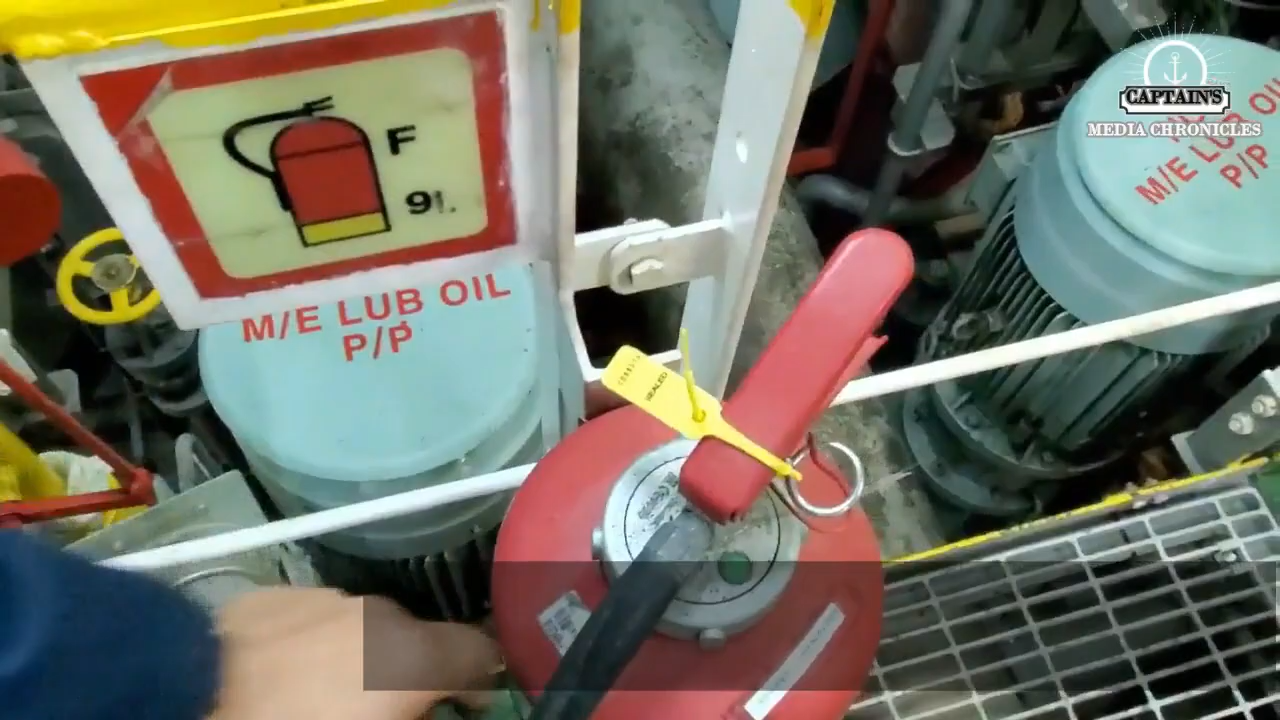 F
9l.
M/E LUB OIL
P/P
SEALED
CAPTAIN'S
MEDIA CHRONICLES
M/E LUB OIL
P/P